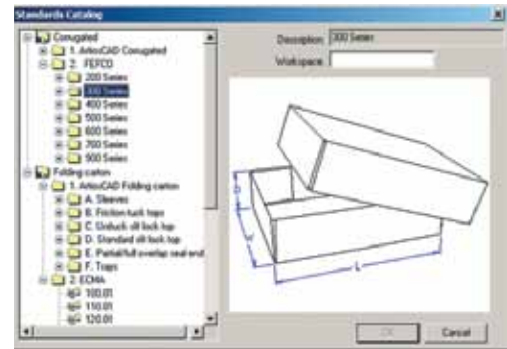 Standards Catalog
Corrugated
1. ArtiosCAD Corrugated
2. FEFCO
200 Series
300 Series
400 Series
500 Series
600 Series
700 Series
900 Series
Folding carton
1. ArtiosCAD Folding carton
A. Sleeves
B. Friction tuck tops
C. Untuck slit lock top
D. Standard slit lock top
E. Partial/full overlap seal end
F. Trays
2. ECMA
100.01
110.01
120.01
Description: 300 Series
Workspace:
D
W
L
OK
Cancel